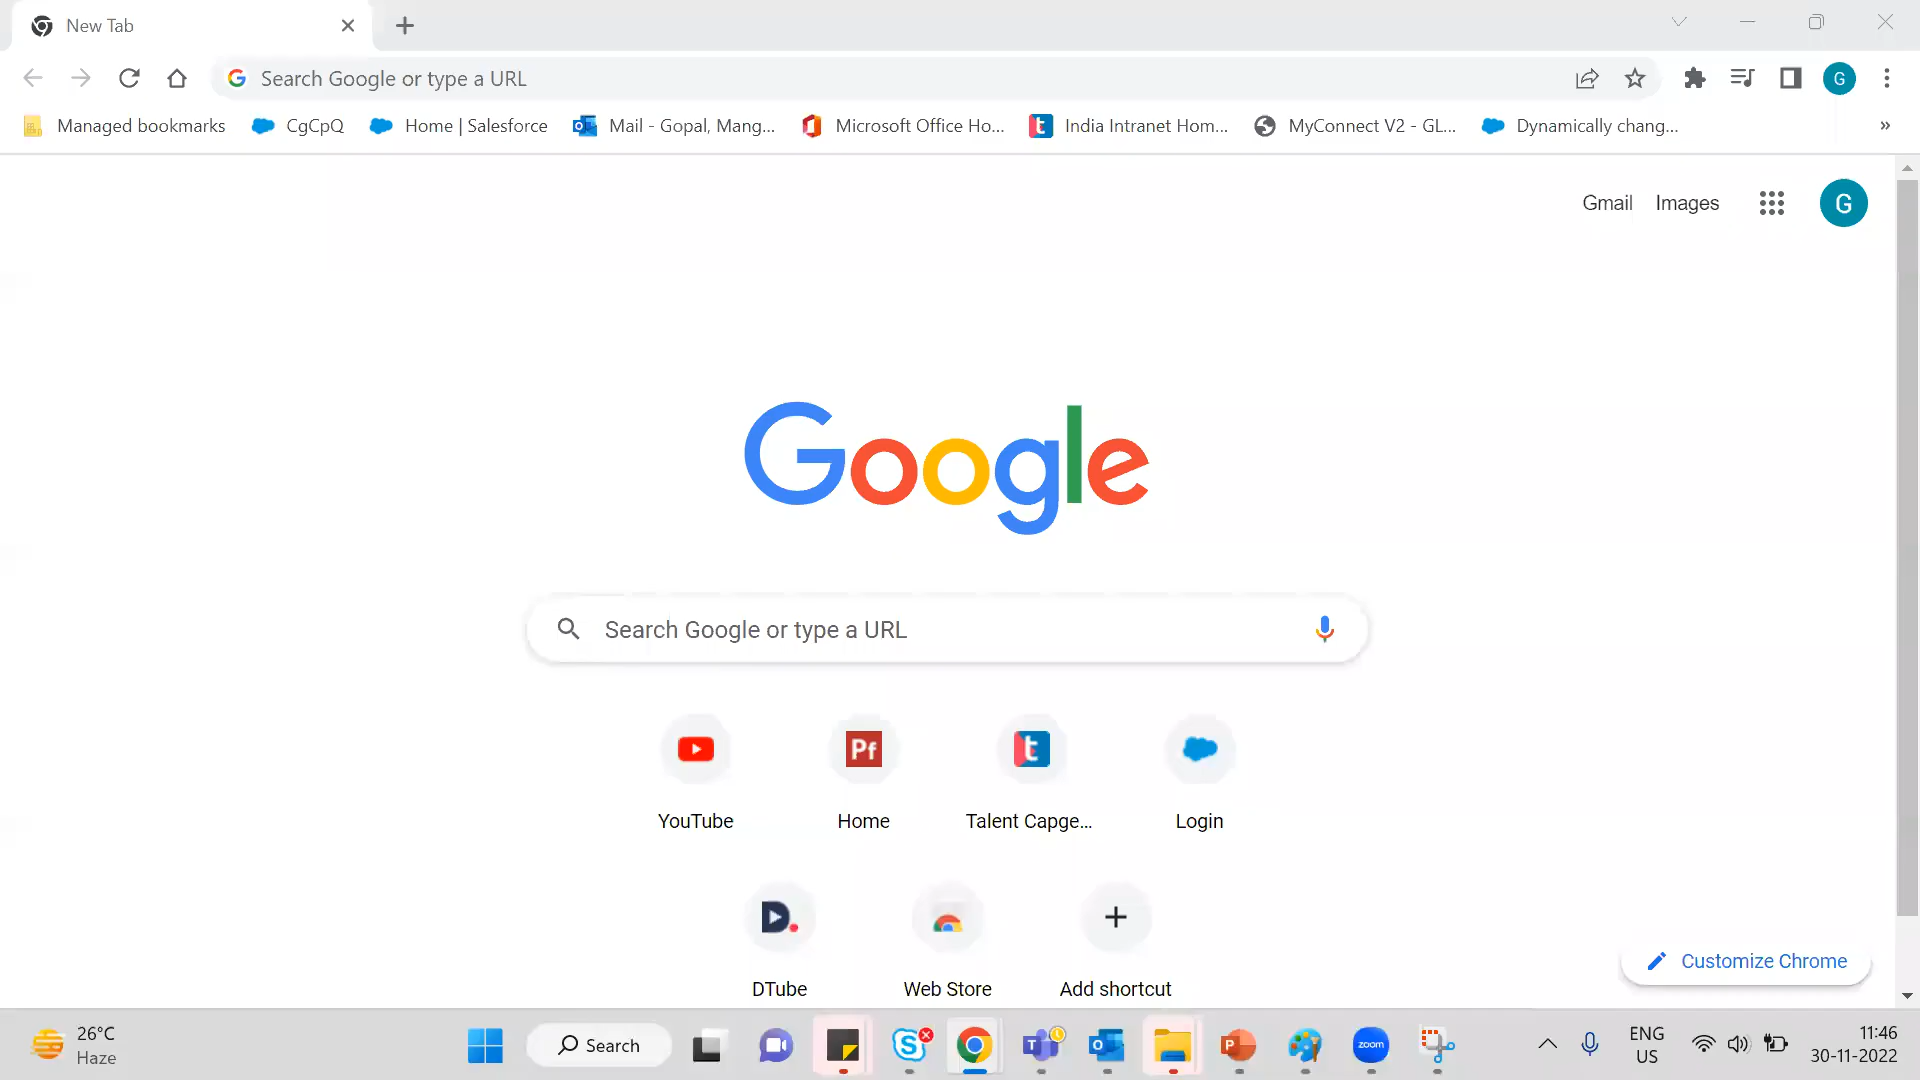 New Tab
Search Google or type a URL
G
Managed bookmarks
CgCpQ
Home | Salesforce
Mail - Gopal, Mang...
Microsoft Office Ho...
India Intranet Hom...
MyConnect V2 - GL...
Dynamically chang...
»
Gmail
Images
G
Google
Search Google or type a URL
Pf
t
YouTube
Home
Talent Capge...
Login
DTube
Web Store
Add shortcut
Customize Chrome
26°C
Haze
Search
zoom
ENG
US
11:46
30-11-2022